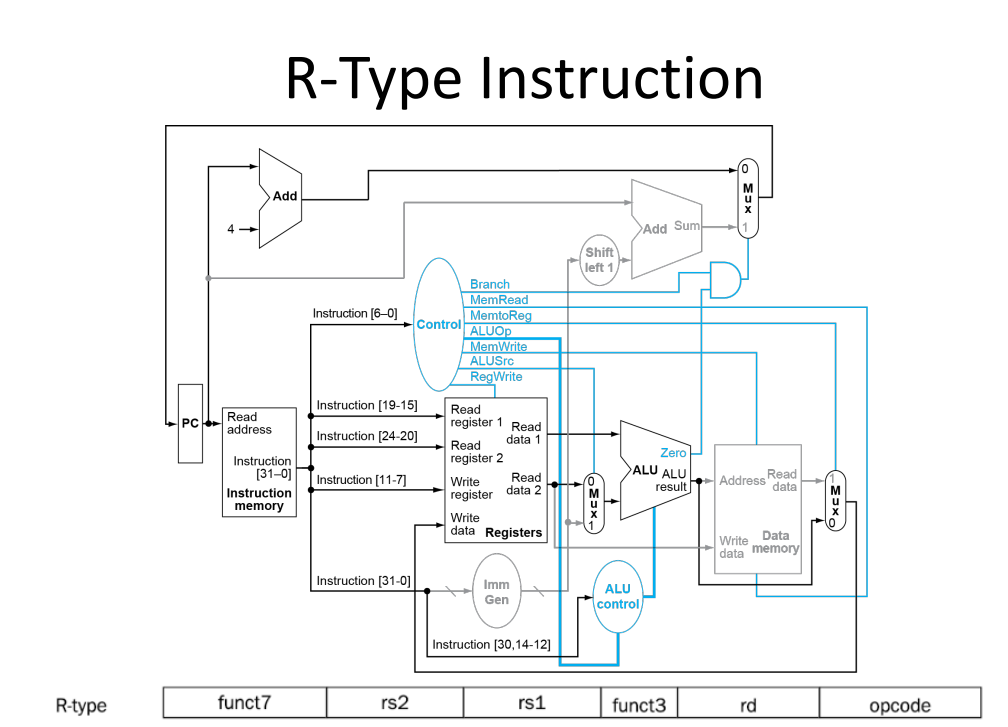 R-Type Instruction
Add
4
0
Mux
1
Add Sum
Shift
left 1
Branch
MemRead
MemtoReg
ALUOp
MemWrite
ALUSrc
RegWrite
Control
Instruction [6–0]
Instruction [19-15]
Instruction [24-20]
Instruction [11-7]
PC
Read
address
Instruction
[31–0]
Instruction
memory
Read
register 1
Read
register 2
Write
register
Write
data
Read
data 1
Read
data 2
Registers
0
Mux
1
Zero
ALU
ALU
result
Address
Read
data
Write
data
Data
memory
1
Mux
0
Instruction [31-0]
Imm
Gen
ALU
control
Instruction [30,14-12]
R-type funct7 rs2 rs1 funct3 rd opcode